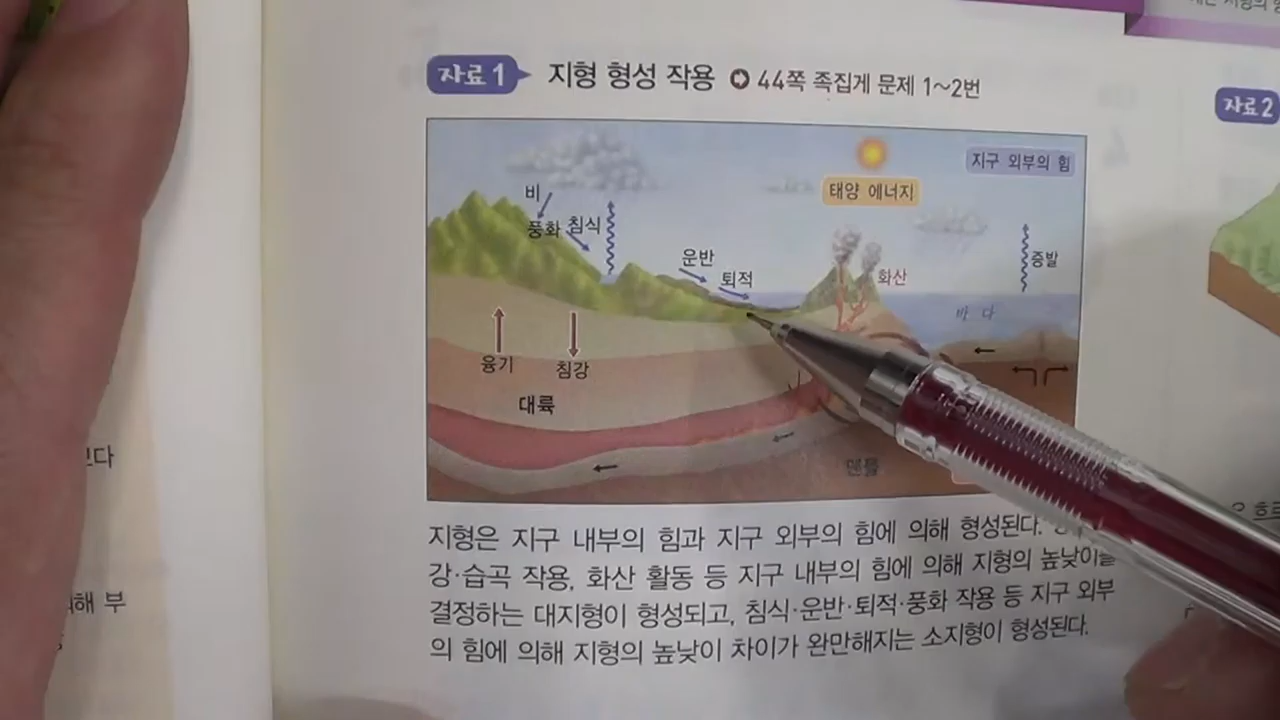 자료 1 지형 형성 작용 ➲ 44쪽 족집게 문제 1~2번
자료 2
지구 외부의 힘
태양 에너지
비
풍화 침식
운반
퇴적
화산
증발
바 다
융기
침강
대륙
맨틀
지형은 지구 내부의 힘과 지구 외부의 힘에 의해 형성된다.
강·습곡 작용, 화산 활동 등 지구 내부의 힘에 의해 지형의 높낮이를
결정하는 대지형이 형성되고, 침식·운반·퇴적·풍화 작용 등 지구 외부
의 힘에 의해 지형의 높낮이 차이가 완만해지는 소지형이 형성된다.